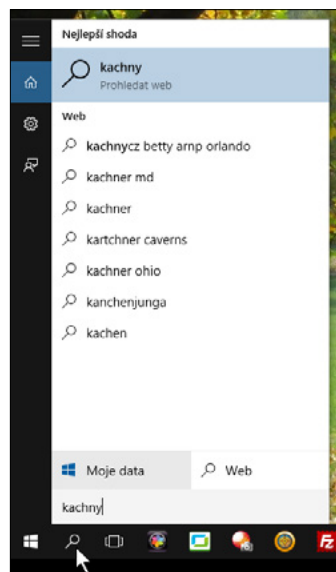 Nejlepší shoda
kachny
Prohledat web
Web
kachnycz betty arnp orlando
kachner md
kachner
kartchner caverns
kachner ohio
kanchenjunga
kachen
Moje data
Web
kachny
Fz